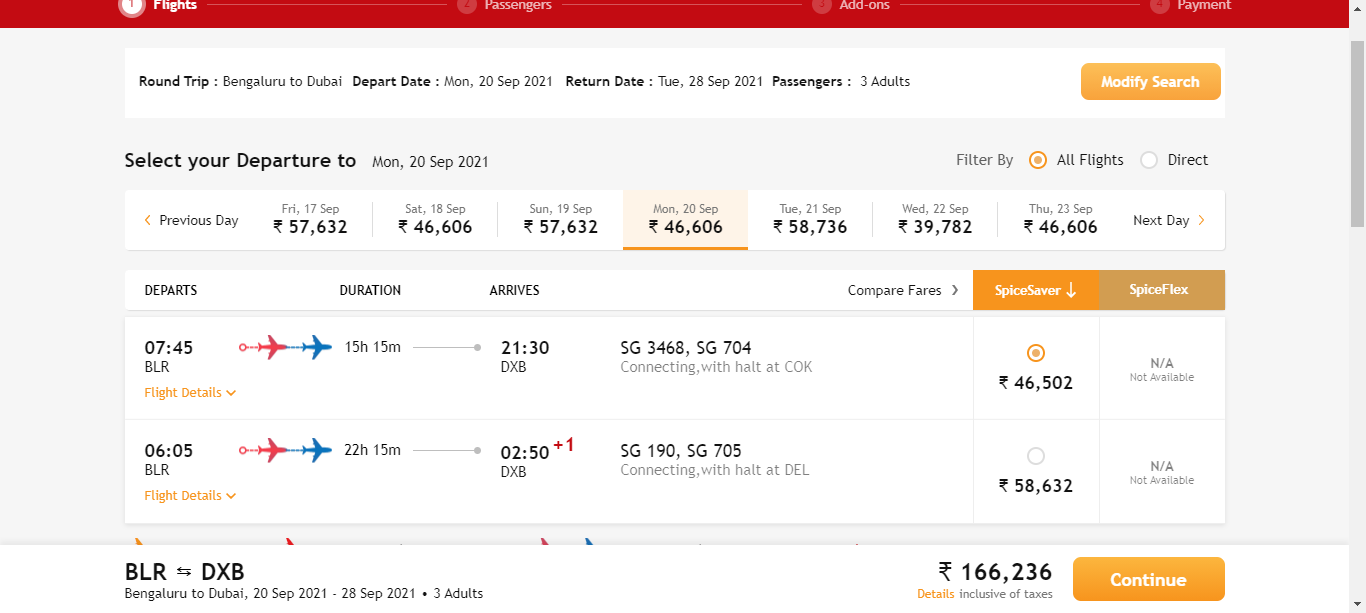 1 Flights 2 Passengers 3 Add-ons 4 Payment
Round Trip : Bengaluru to Dubai Depart Date : Mon, 20 Sep 2021 Return Date : Tue, 28 Sep 2021 Passengers : 3 Adults Modify Search
Select your Departure to Mon, 20 Sep 2021 Filter By All Flights Direct
Fri, 17 Sep Sat, 18 Sep Sun, 19 Sep Mon, 20 Sep Tue, 21 Sep Wed, 22 Sep Thu, 23 Sep
Previous Day ₹ 57,632 ₹ 46,606 ₹ 57,632 ₹ 46,606 ₹ 58,736 ₹ 39,782 ₹ 46,606 Next Day
DEPARTS DURATION ARRIVES Compare Fares SpiceSaver ↓ SpiceFlex
07:45 15h 15m 21:30 SG 3468, SG 704
BLR DXB Connecting,with halt at COK N/A
₹ 46,502 Not Available
Flight Details
06:05 22h 15m 02:50 +1 SG 190, SG 705
BLR DXB Connecting,with halt at DEL N/A
₹ 58,632 Not Available
Flight Details
BLR ⇆ DXB ₹ 166,236 Continue
Bengaluru to Dubai, 20 Sep 2021 - 28 Sep 2021 • 3 Adults Details inclusive of taxes